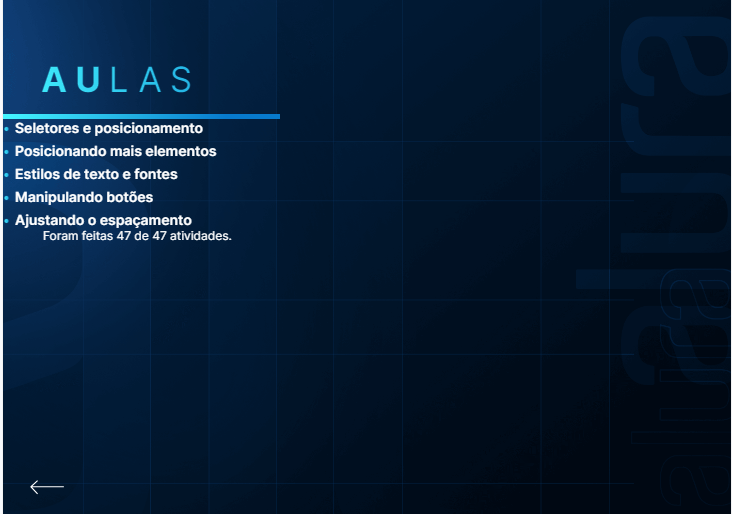 AULAS
• Seletores e posicionamento
• Posicionando mais elementos
• Estilos de texto e fontes
• Manipulando botões
• Ajustando o espaçamento
Foram feitas 47 de 47 atividades.
alura
alura